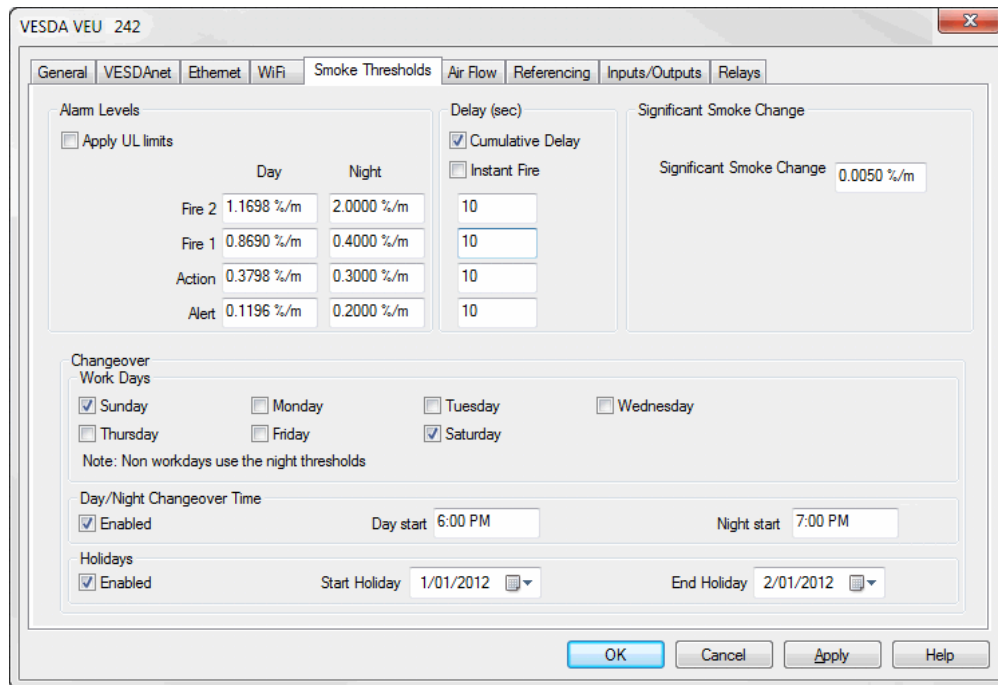 VESDA VEU 242
General VESDAnet Ethernet WiFi Smoke Thresholds Air Flow Referencing Inputs/Outputs Relays
Alarm Levels Delay (sec) Significant Smoke Change
Apply UL limits Cumulative Delay
Day Night Instant Fire Significant Smoke Change 0.0050 %/m
Fire 2 1.1698 %/m 2.0000 %/m 10
Fire 1 0.8690 %/m 0.4000 %/m 10
Action 0.3798 %/m 0.3000 %/m 10
Alert 0.1196 %/m 0.2000 %/m 10
Changeover
Work Days
Sunday Monday Tuesday Wednesday
Thursday Friday Saturday
Note: Non workdays use the night thresholds
Day/Night Changeover Time
Enabled Day start 6:00 PM Night start 7:00 PM
Holidays
Enabled Start Holiday 1/01/2012 End Holiday 2/01/2012
OK Cancel Apply Help